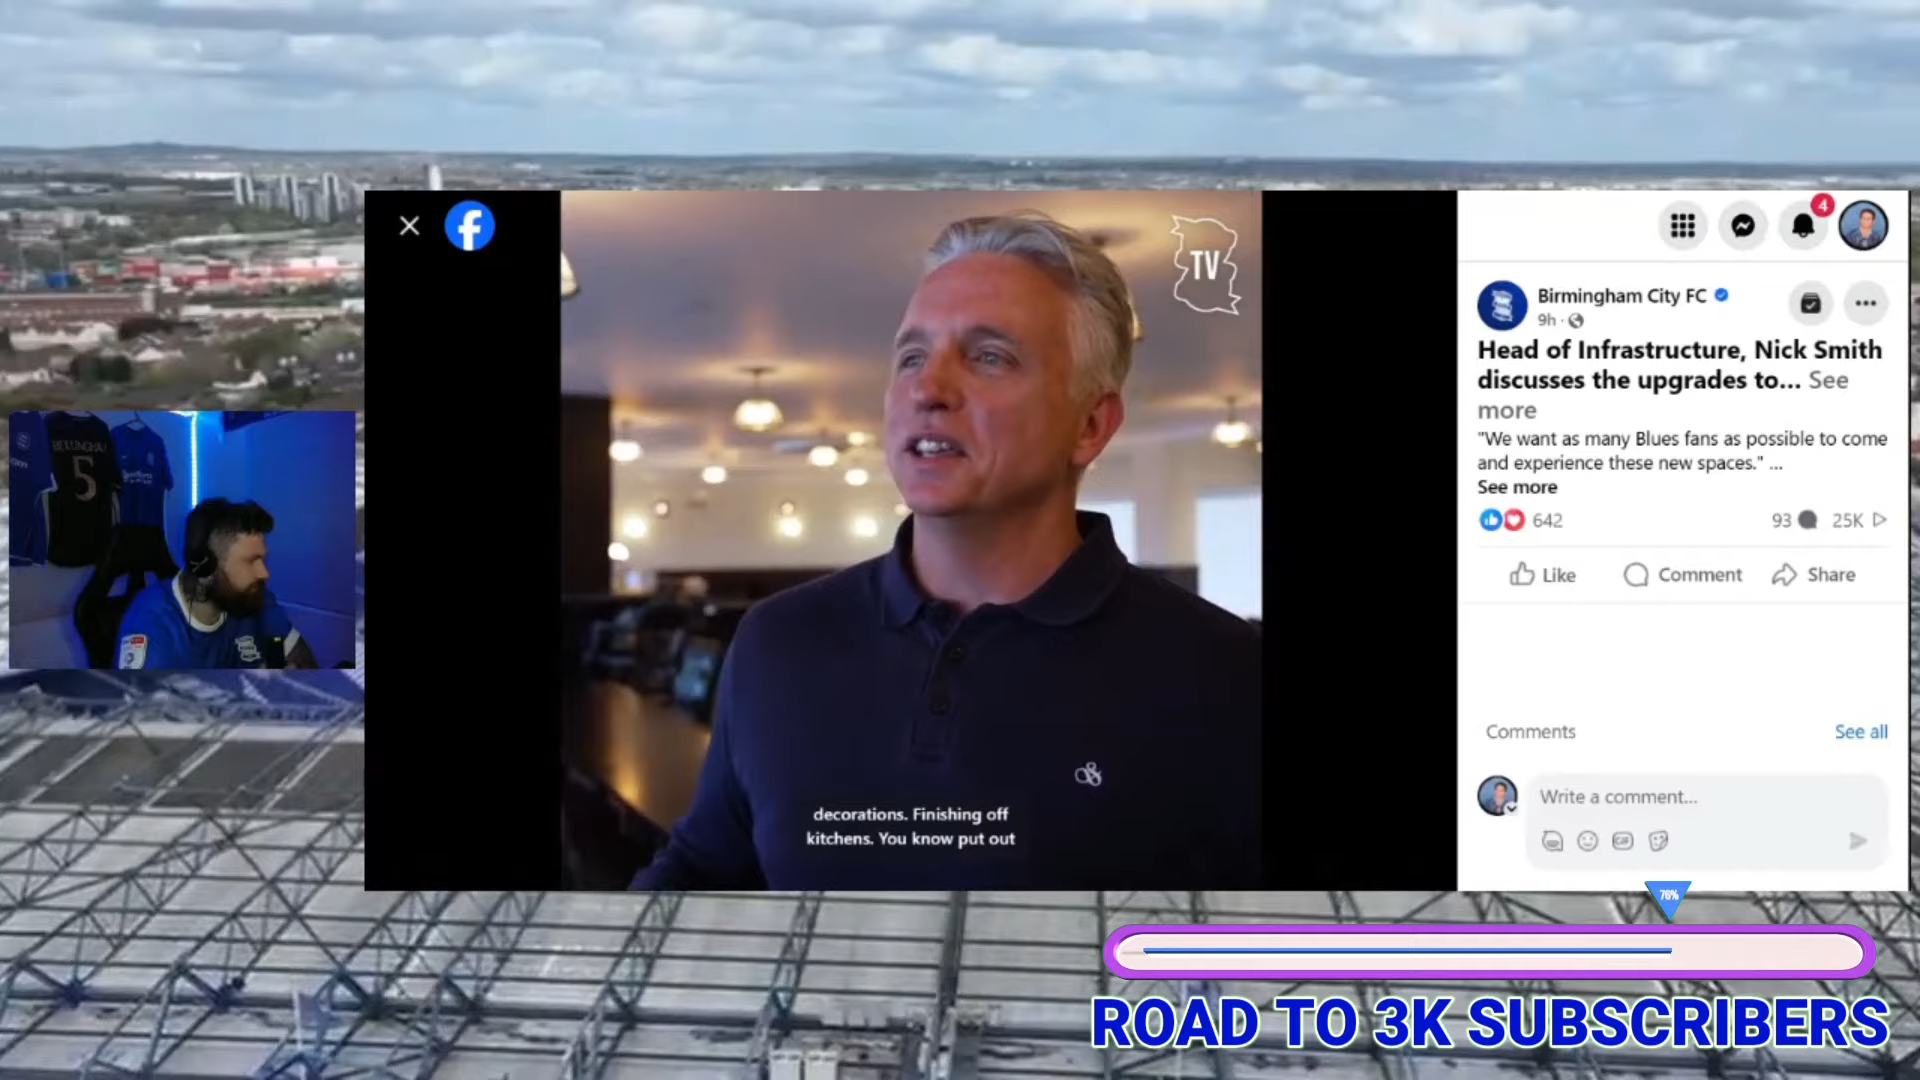 TV
4
Birmingham City FC
9h
Head of Infrastructure, Nick Smith
discusses the upgrades to... See
more
"We want as many Blues fans as possible to come
and experience these new spaces." ...
See more
642
93
25K
Like
Comment
Share
Comments
See all
Write a comment...
GIF
BELLINGHAM
5
decorations. Finishing off
kitchens. You know put out
76%
ROAD TO 3K SUBSCRIBERS